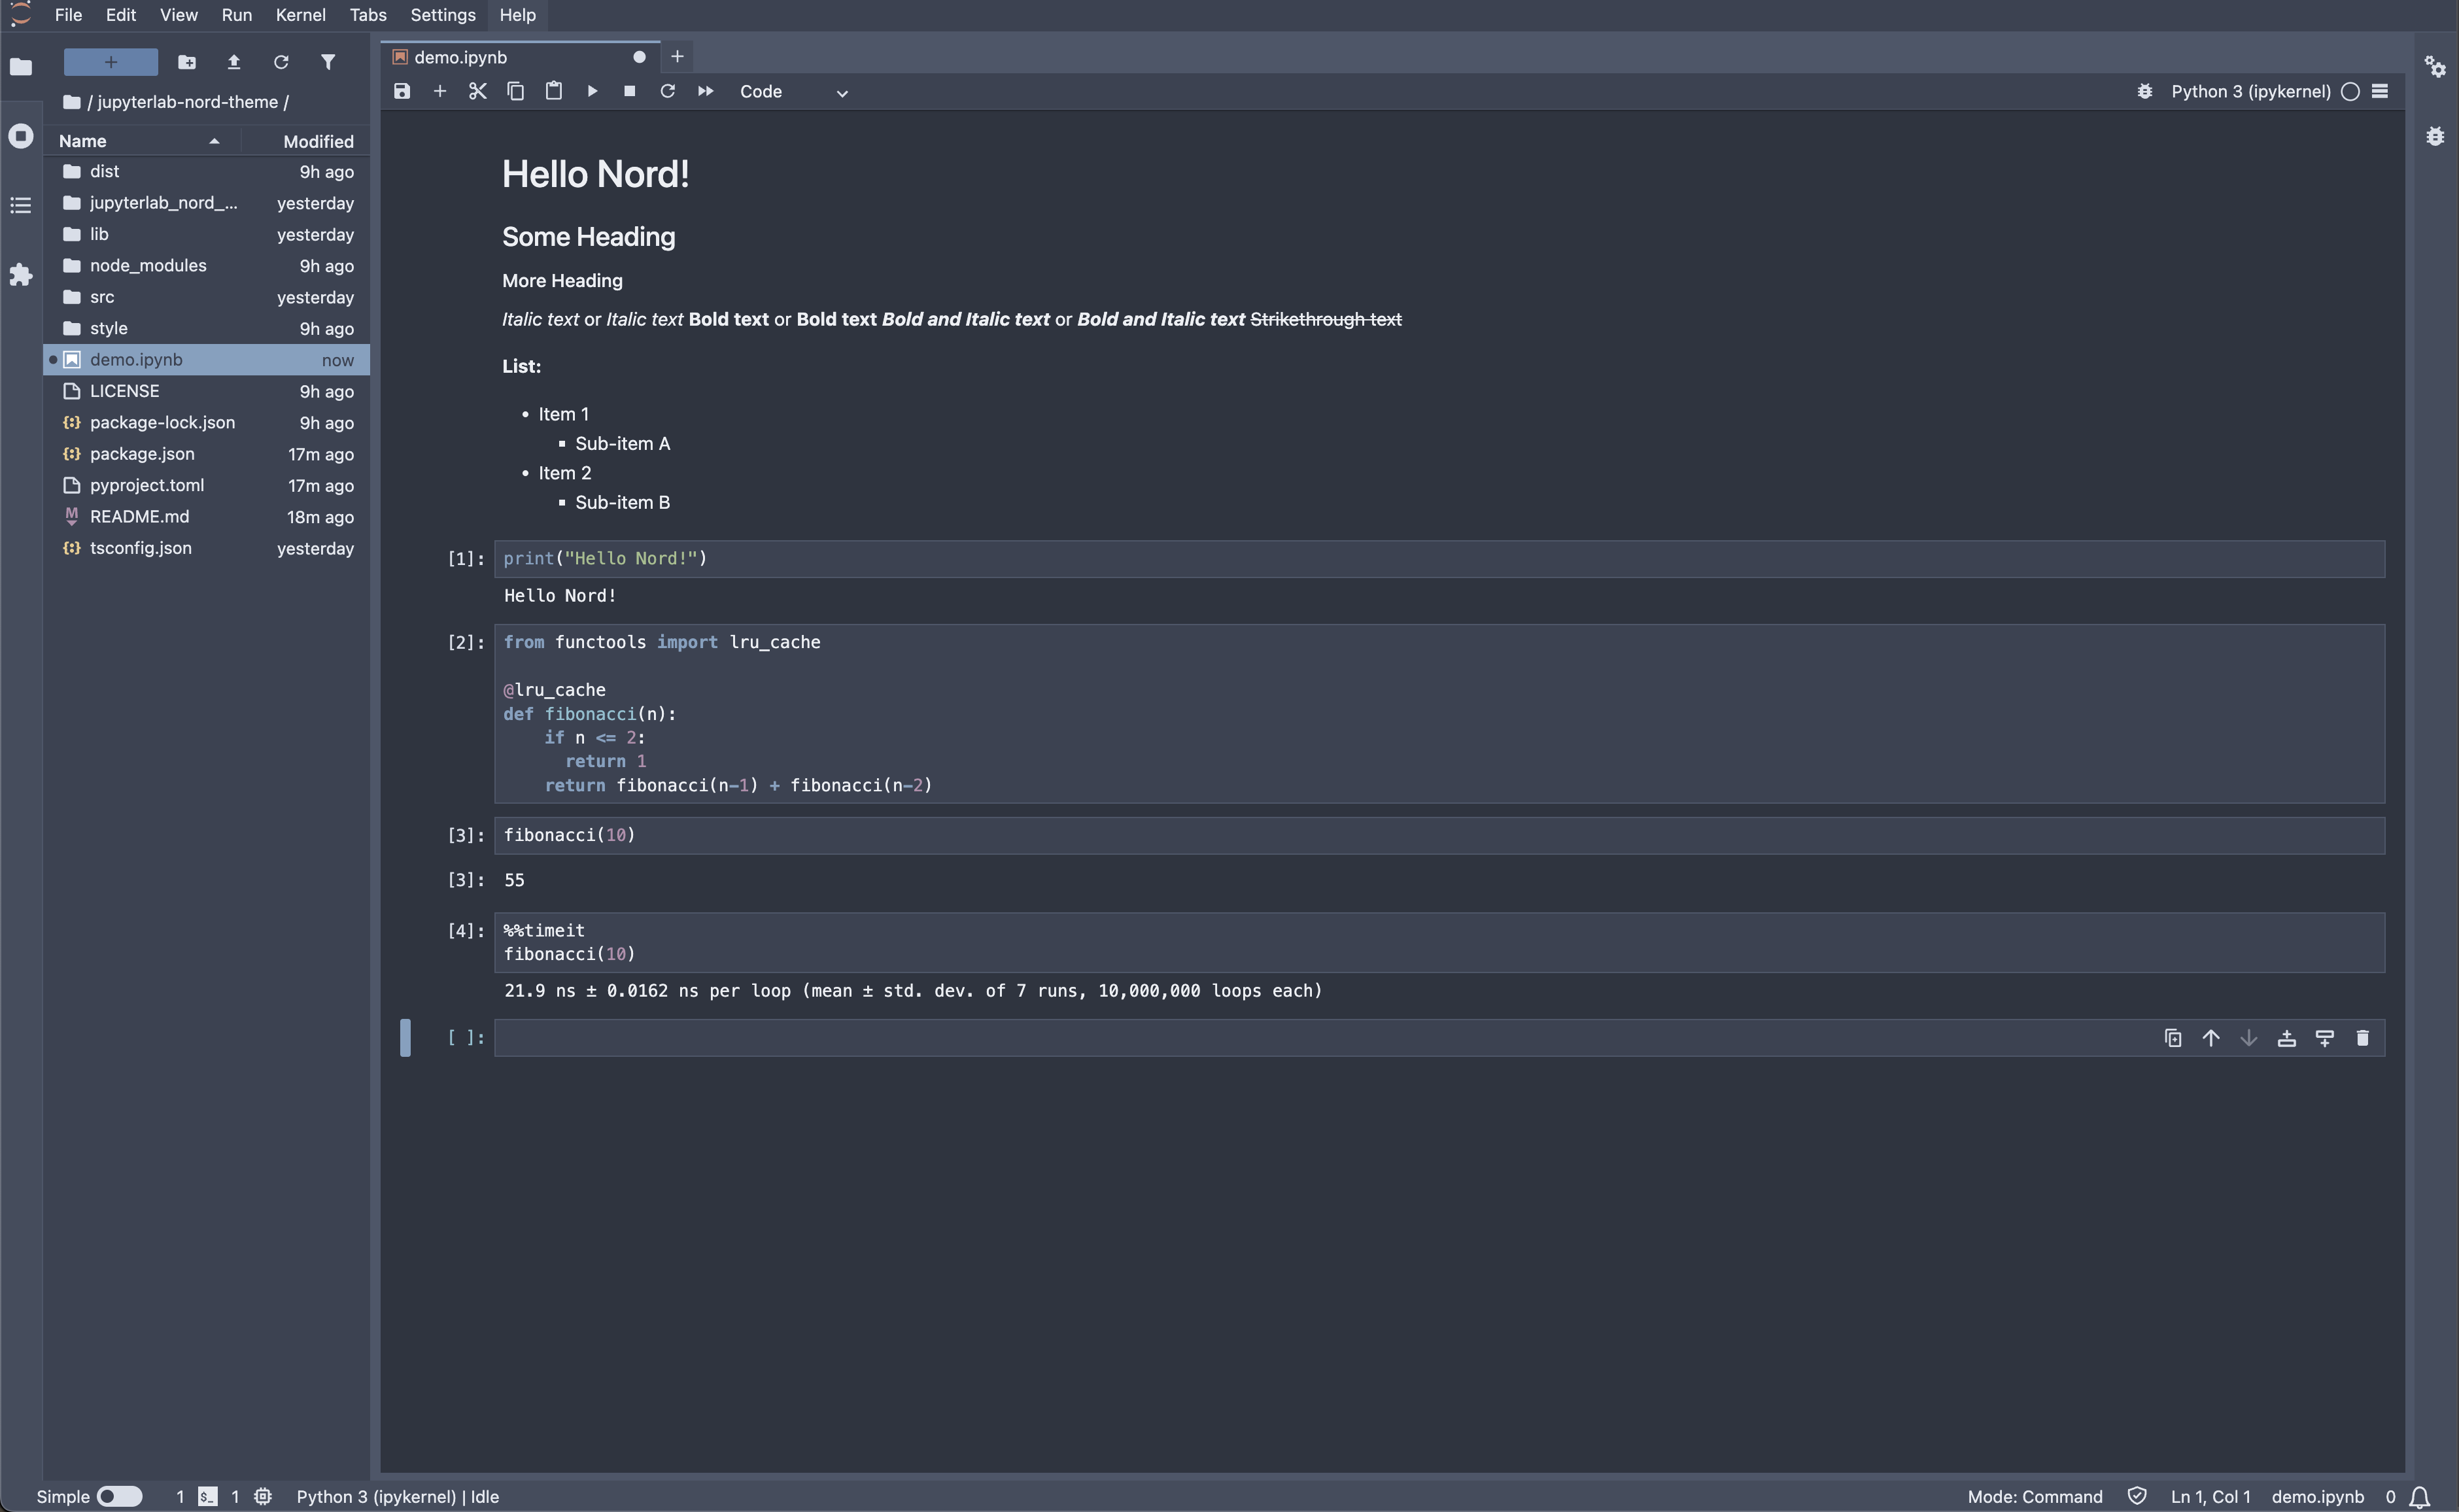 File Edit View Run Kernel Tabs Settings Help
/ jupyterlab-nord-theme /
Name Modified
dist 9h ago
jupyterlab_nord_... yesterday
lib yesterday
node_modules 9h ago
src yesterday
style 9h ago
demo.ipynb now
LICENSE 9h ago
package-lock.json 9h ago
package.json 17m ago
pyproject.toml 17m ago
README.md 18m ago
tsconfig.json yesterday
demo.ipynb
Code
Python 3 (ipykernel)
Hello Nord!
Some Heading
More Heading
Italic text or Italic text Bold text or Bold text Bold and Italic text or Bold and Italic text Strikethrough text
List:
• Item 1
▪ Sub-item A
• Item 2
▪ Sub-item B
[1]: print("Hello Nord!")
Hello Nord!
[2]: from functools import lru_cache
@lru_cache
def fibonacci(n):
    if n <= 2:
      return 1
    return fibonacci(n-1) + fibonacci(n-2)
[3]: fibonacci(10)
[3]: 55
[4]: %%timeit
fibonacci(10)
21.9 ns ± 0.0162 ns per loop (mean ± std. dev. of 7 runs, 10,000,000 loops each)
[ ]:
Simple 1 $_ 1 Python 3 (ipykernel) | Idle Mode: Command Ln 1, Col 1 demo.ipynb 0